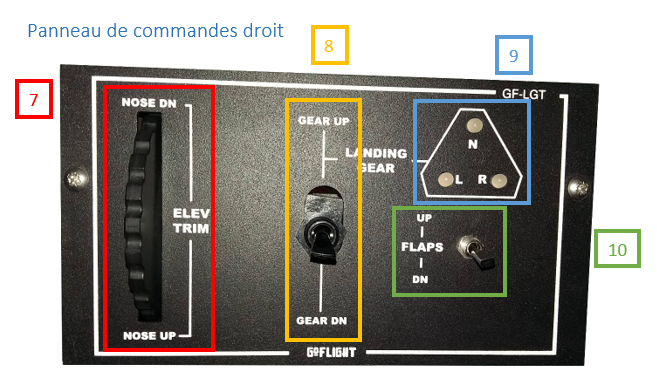 Panneau de commandes droit
8
9
7
GF-LGT
NOSE DN
GEAR UP
N
LANDING
GEAR
L R
ELEV
TRIM
UP
FLAPS
DN
10
NOSE UP
GEAR DN
GoFLIGHT